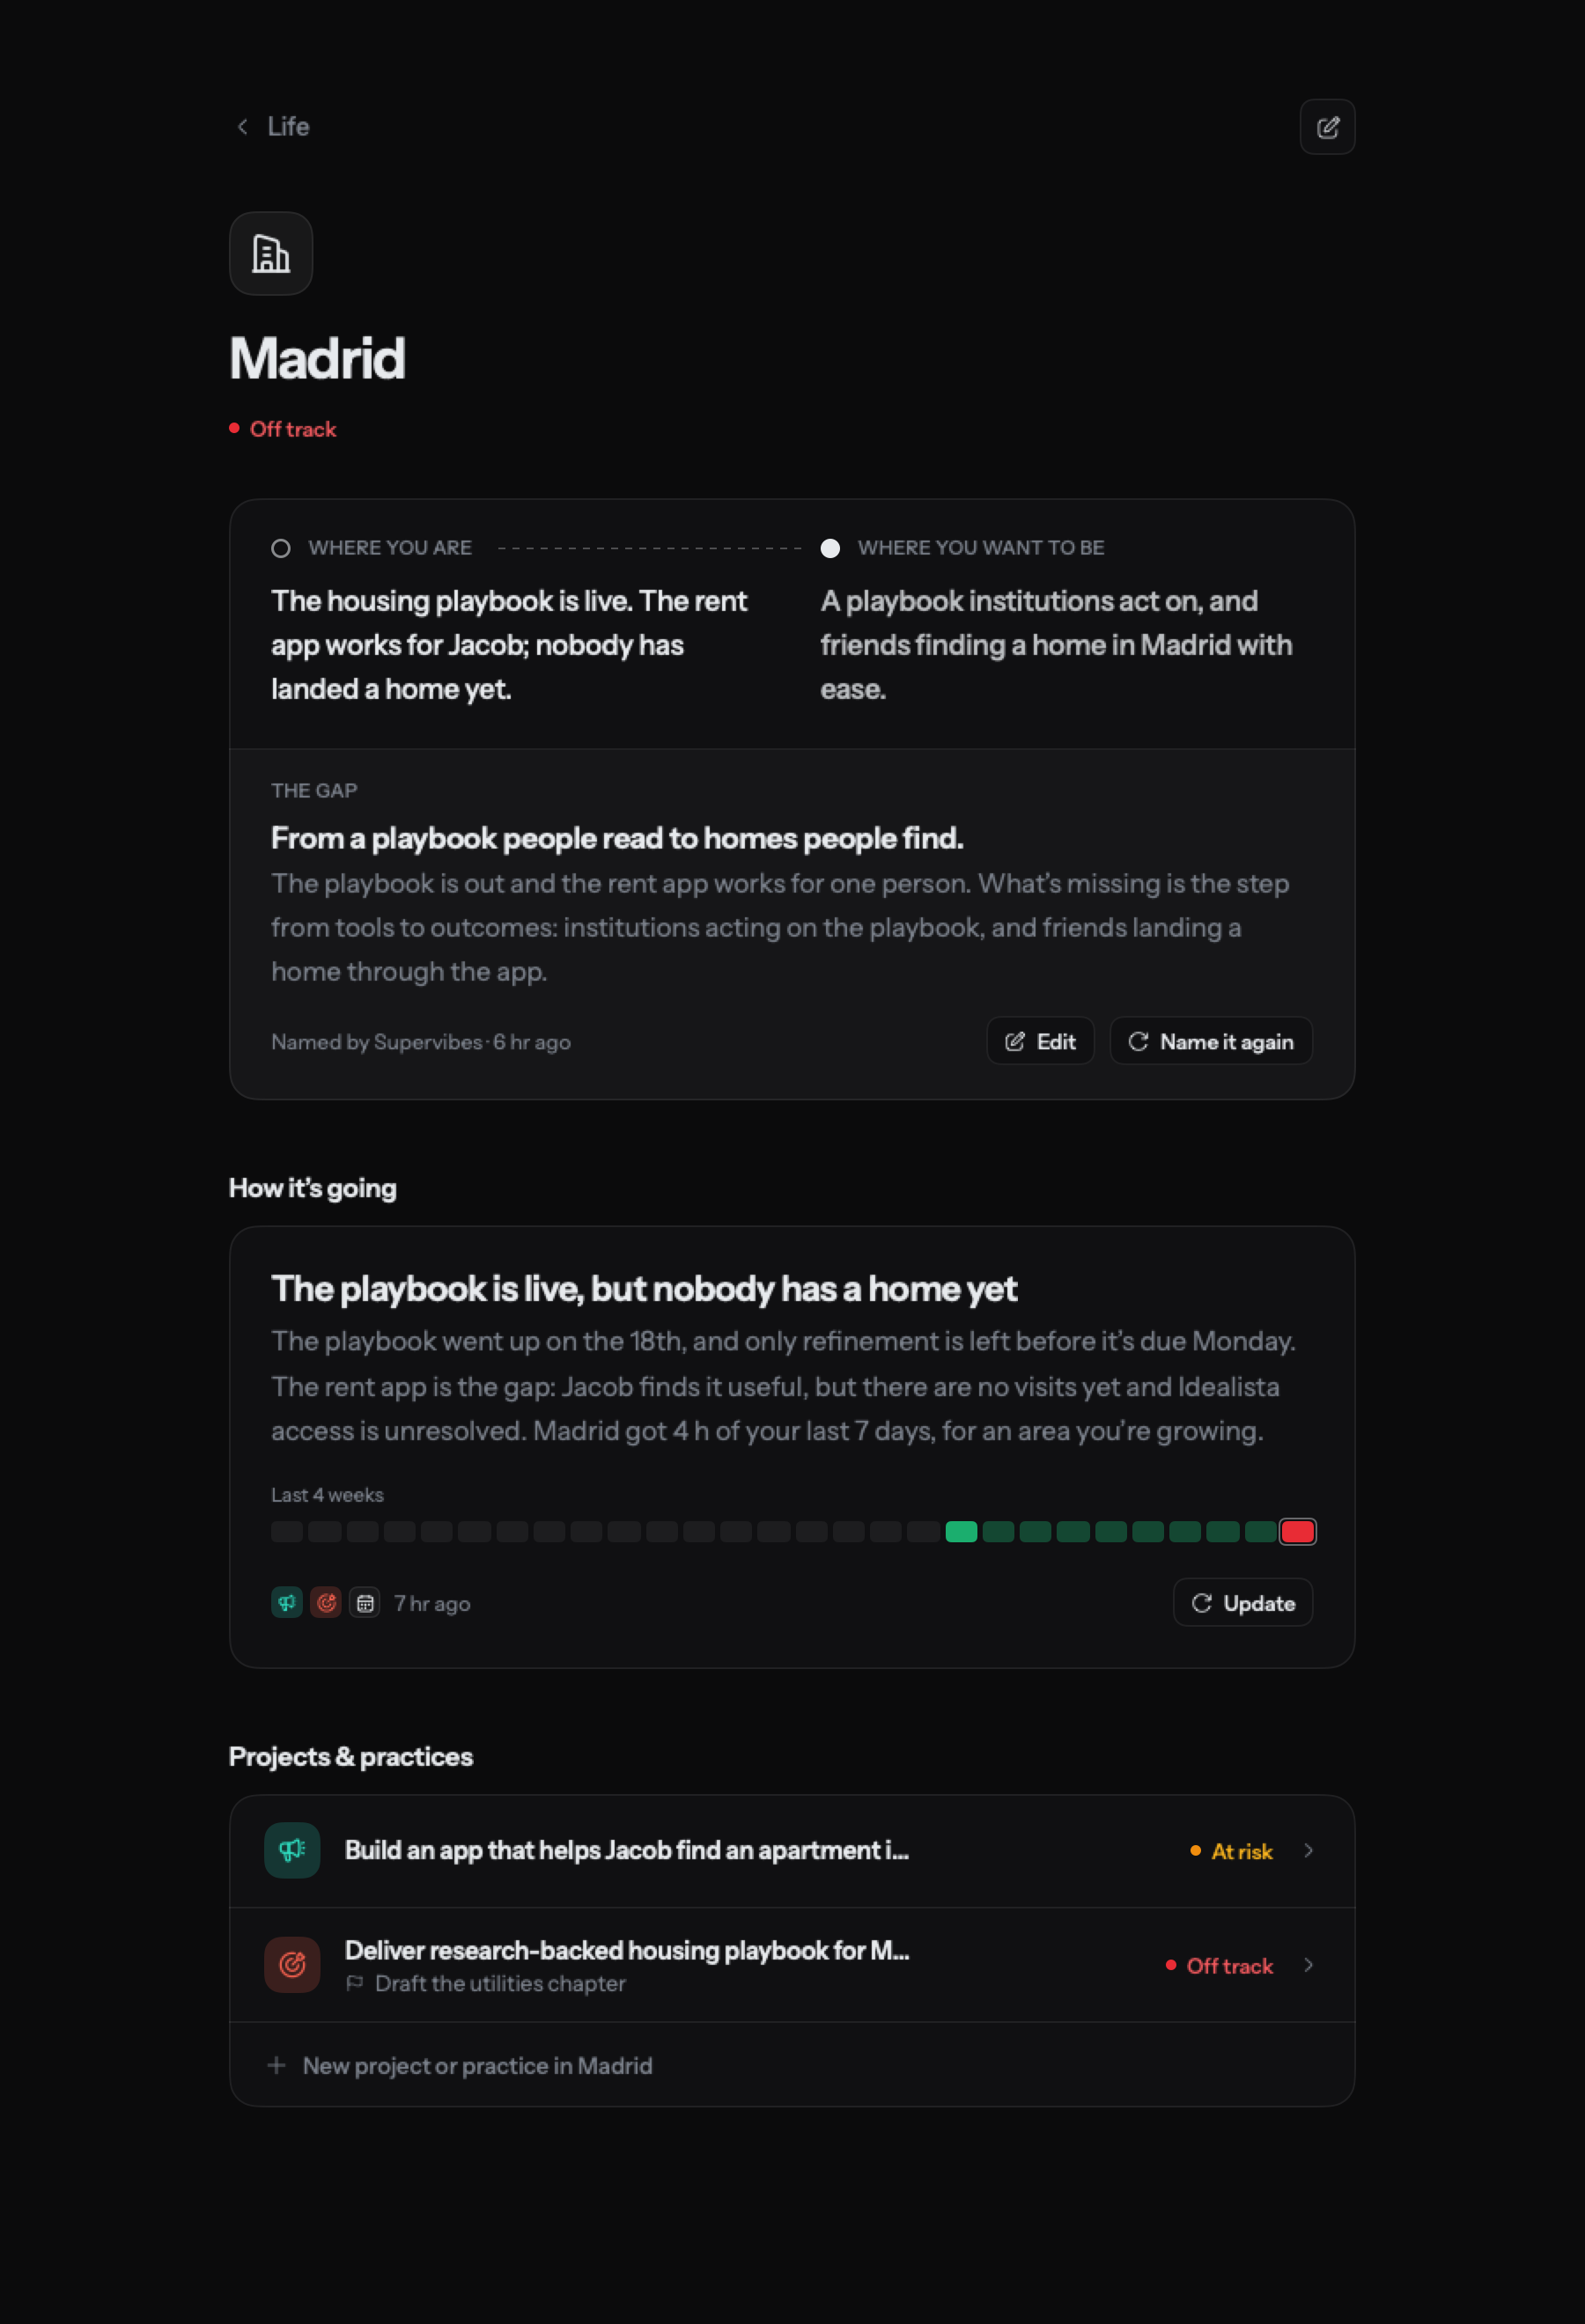 Life
Madrid
Off track
WHERE YOU ARE
The housing playbook is live. The rent
app works for Jacob; nobody has
landed a home yet.
WHERE YOU WANT TO BE
A playbook institutions act on, and
friends finding a home in Madrid with
ease.
THE GAP
From a playbook people read to homes people find.
The playbook is out and the rent app works for one person. What’s missing is the step
from tools to outcomes: institutions acting on the playbook, and friends landing a
home through the app.
Named by Supervibes · 6 hr ago
Edit
Name it again
How it’s going
The playbook is live, but nobody has a home yet
The playbook went up on the 18th, and only refinement is left before it’s due Monday.
The rent app is the gap: Jacob finds it useful, but there are no visits yet and Idealista
access is unresolved. Madrid got 4 h of your last 7 days, for an area you’re growing.
Last 4 weeks
7 hr ago
Update
Projects & practices
Build an app that helps Jacob find an apartment i...
At risk
Deliver research-backed housing playbook for M...
Draft the utilities chapter
Off track
New project or practice in Madrid